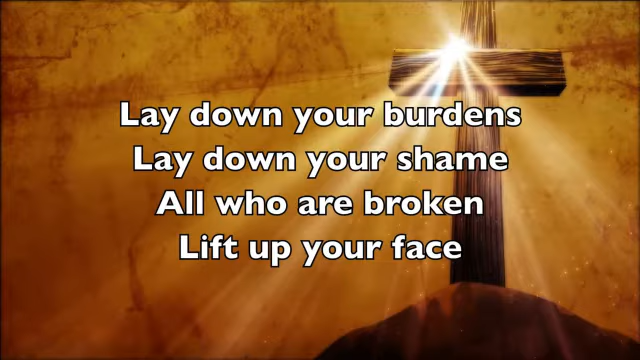 Lay down your burdens
Lay down your shame
All who are broken
Lift up your face